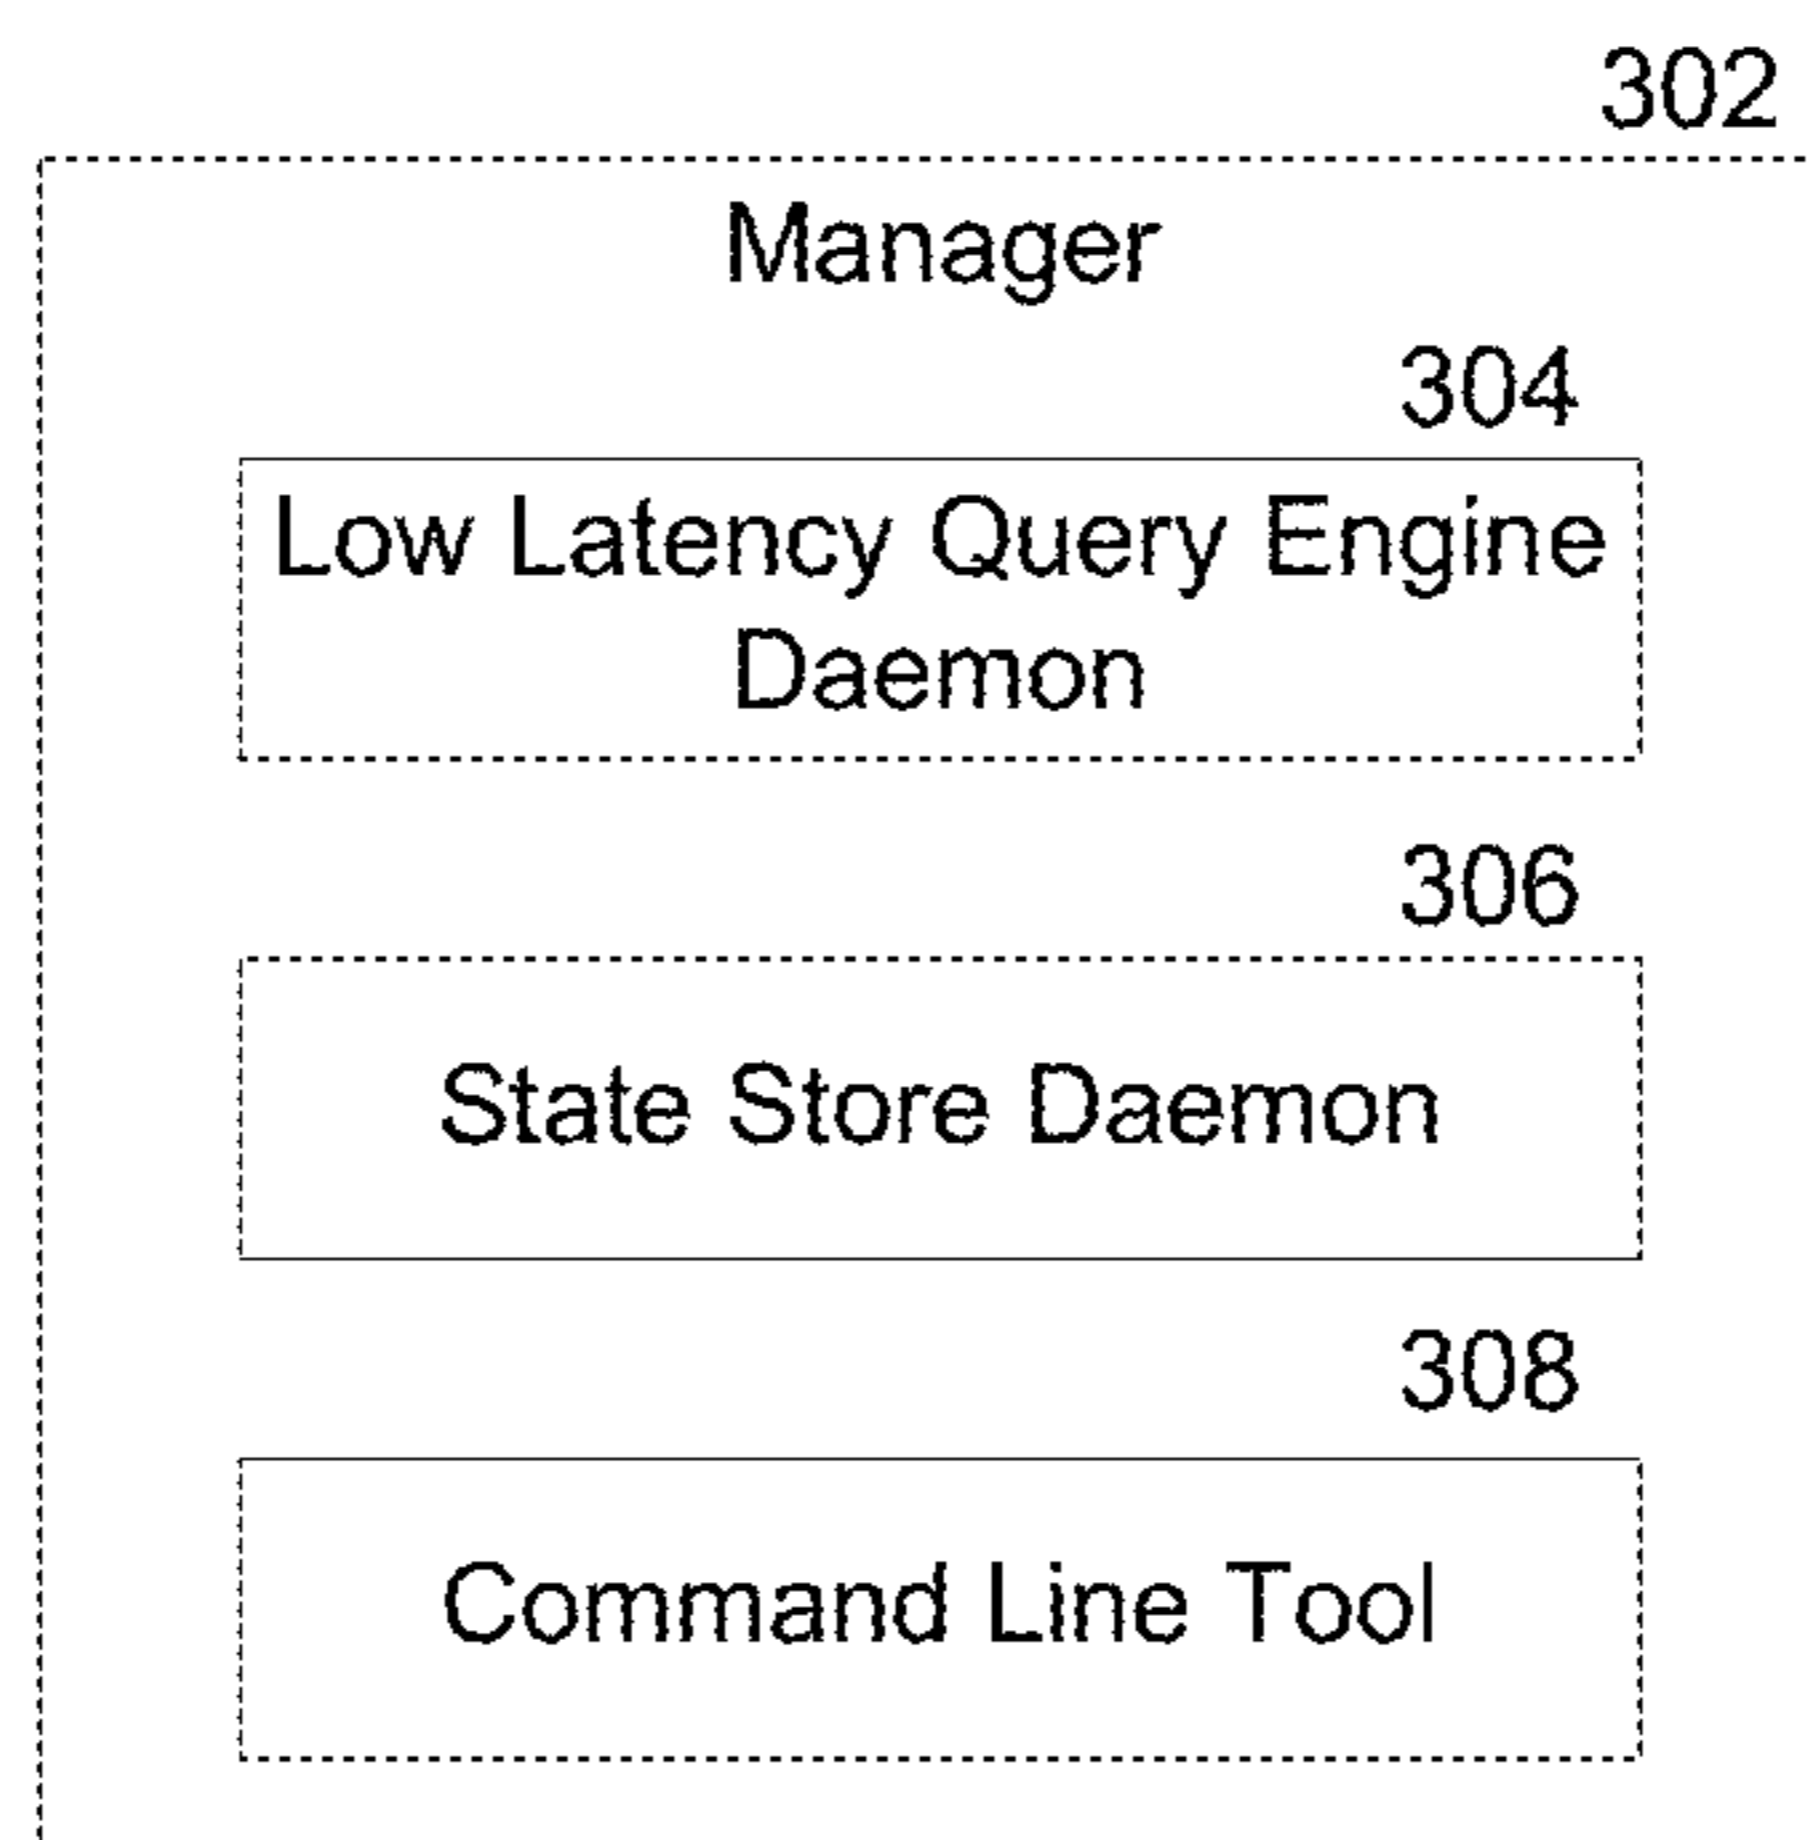 302
Manager
304
Low Latency Query Engine
Daemon
306
State Store Daemon
308
Command Line Tool